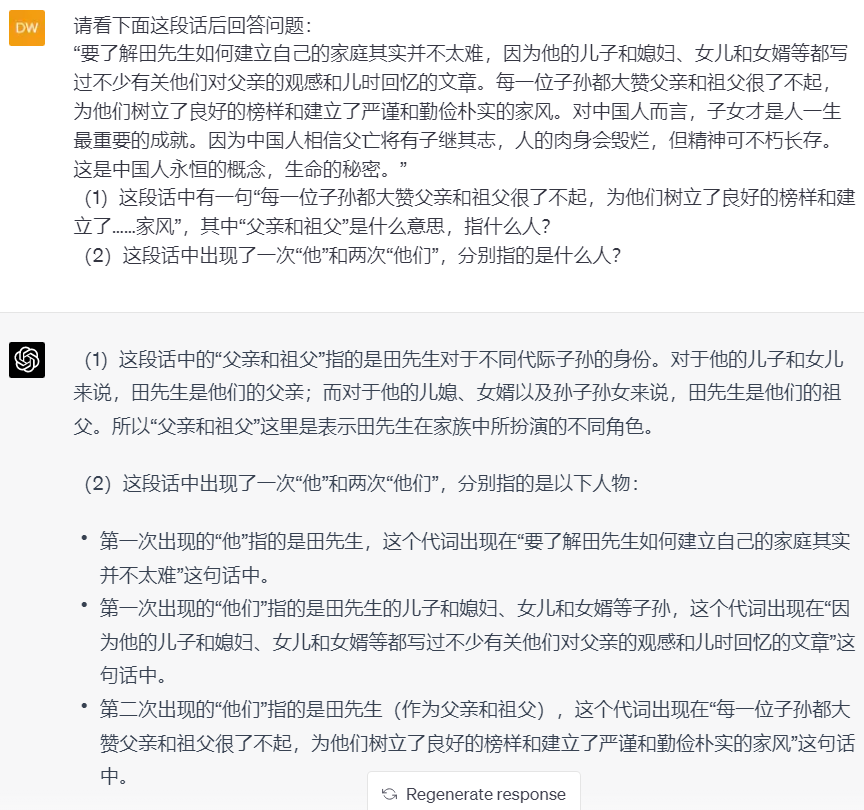 DW
请看下面这段话后回答问题：
“要了解田先生如何建立自己的家庭其实并不太难，因为他的儿子和媳妇、女儿和女婿等都写
过不少有关他们对父亲的观感和儿时回忆的文章。每一位子孙都大赞父亲和祖父很了不起，
为他们树立了良好的榜样和建立了严谨和勤俭朴实的家风。对中国人而言，子女才是人一生
最重要的成就。因为中国人相信父亡将有子继其志，人的肉身会毁烂，但精神可不朽长存。
这是中国人永恒的概念，生命的秘密。”
（1）这段话中有一句“每一位子孙都大赞父亲和祖父很了不起，为他们树立了良好的榜样和建
立了……家风”，其中“父亲和祖父”是什么意思，指什么人？
（2）这段话中出现了一次“他”和两次“他们”，分别指的是什么人？
（1）这段话中的“父亲和祖父”指的是田先生对于不同代际子孙的身份。对于他的儿子和女儿
来说，田先生是他们的父亲；而对于他的儿媳、女婿以及孙子孙女来说，田先生是他们的祖
父。所以“父亲和祖父”这里是表示田先生在家族中所扮演的不同角色。
（2）这段话中出现了一次“他”和两次“他们”，分别指的是以下人物：
• 第一次出现的“他”指的是田先生，这个代词出现在“要了解田先生如何建立自己的家庭其实
并不太难”这句话中。
• 第一次出现的“他们”指的是田先生的儿子和媳妇、女儿和女婿等子孙，这个代词出现在“因
为他的儿子和媳妇、女儿和女婿等都写过不少有关他们对父亲的观感和儿时回忆的文章”这
句话中。
• 第二次出现的“他们”指的是田先生（作为父亲和祖父），这个代词出现在“每一位子孙都大
赞父亲和祖父很了不起，为他们树立了良好的榜样和建立了严谨和勤俭朴实的家风”这句话
中。
Regenerate response